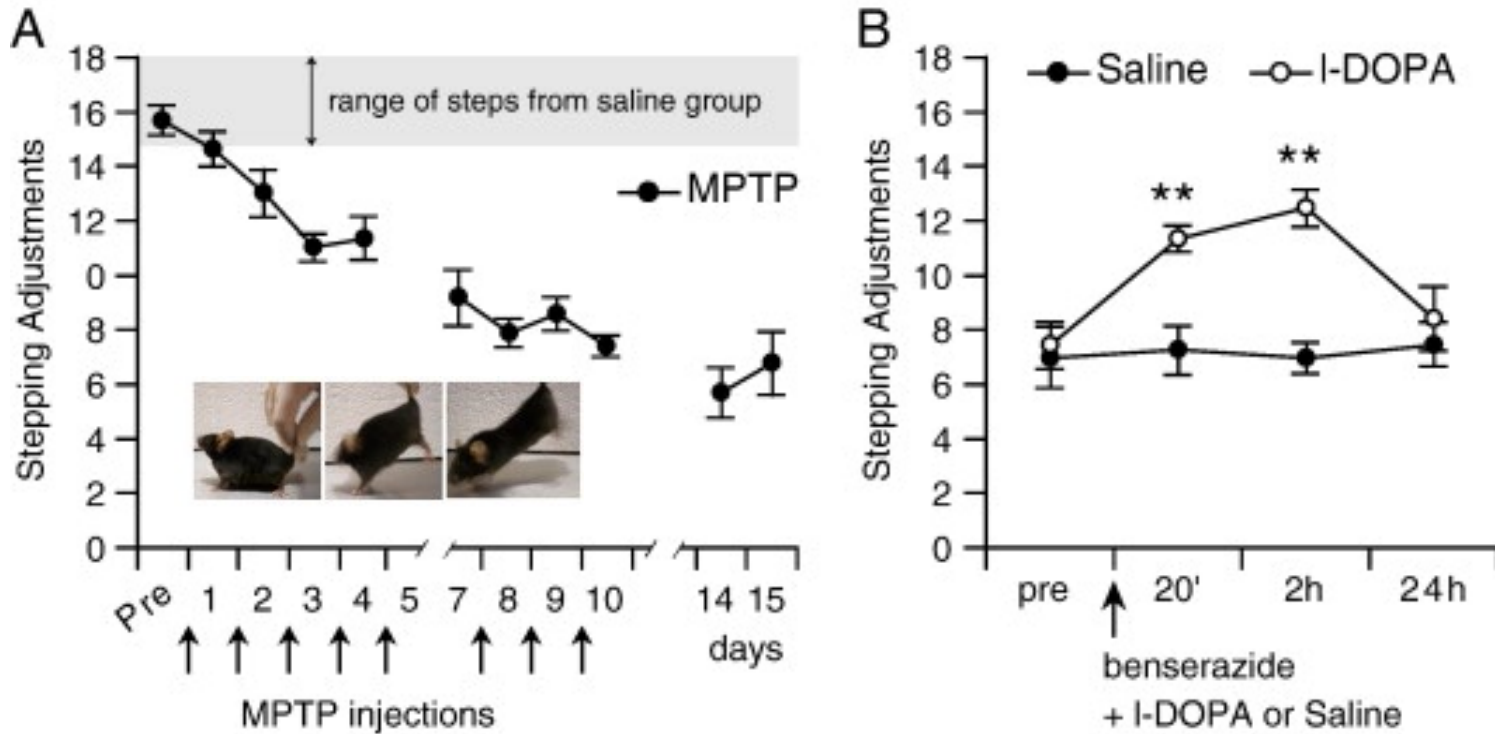 A
18
16
14
12
0
8
6
4
2
0
Stepping Adjustments
range of steps from saline group
MPTP
Pre 1 2 3 4 5 7 8 9 10 14 15
days
MPTP injections
B
18
16
14
12
10
8
6
4
2
0
Stepping Adjustments
Saline l-DOPA
**
**
pre 20' 2h 24h
benserazide
+ l-DOPA or Saline